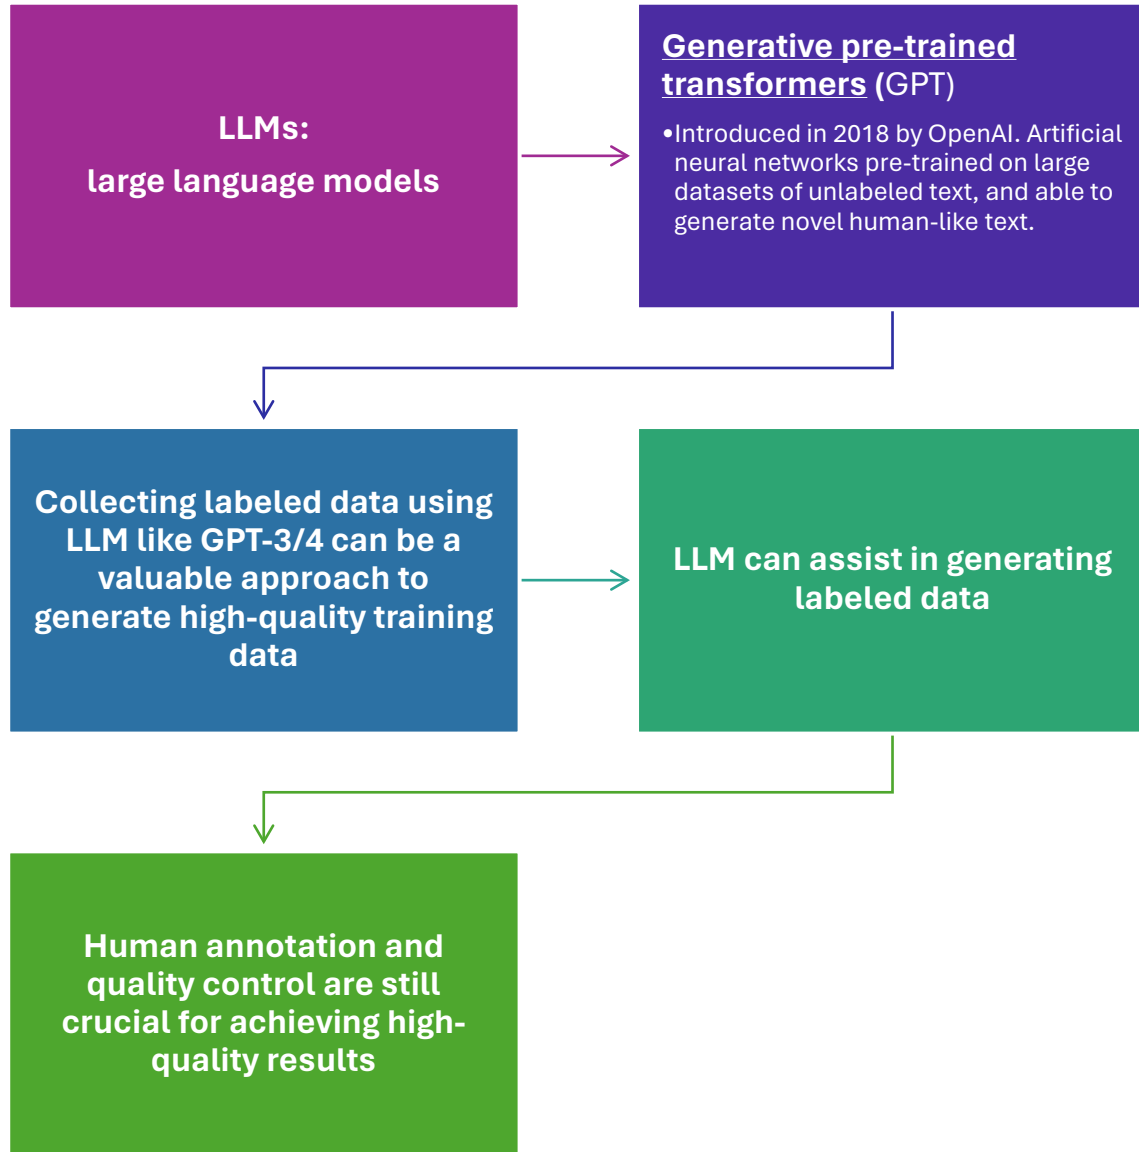 LLMs:
large language models
Generative pre-trained
transformers (GPT)
•Introduced in 2018 by OpenAI. Artificial
neural networks pre-trained on large
datasets of unlabeled text, and able to
generate novel human-like text.
Collecting labeled data using
LLM like GPT-3/4 can be a
valuable approach to
generate high-quality training
data
LLM can assist in generating
labeled data
Human annotation and
quality control are still
crucial for achieving high-
quality results